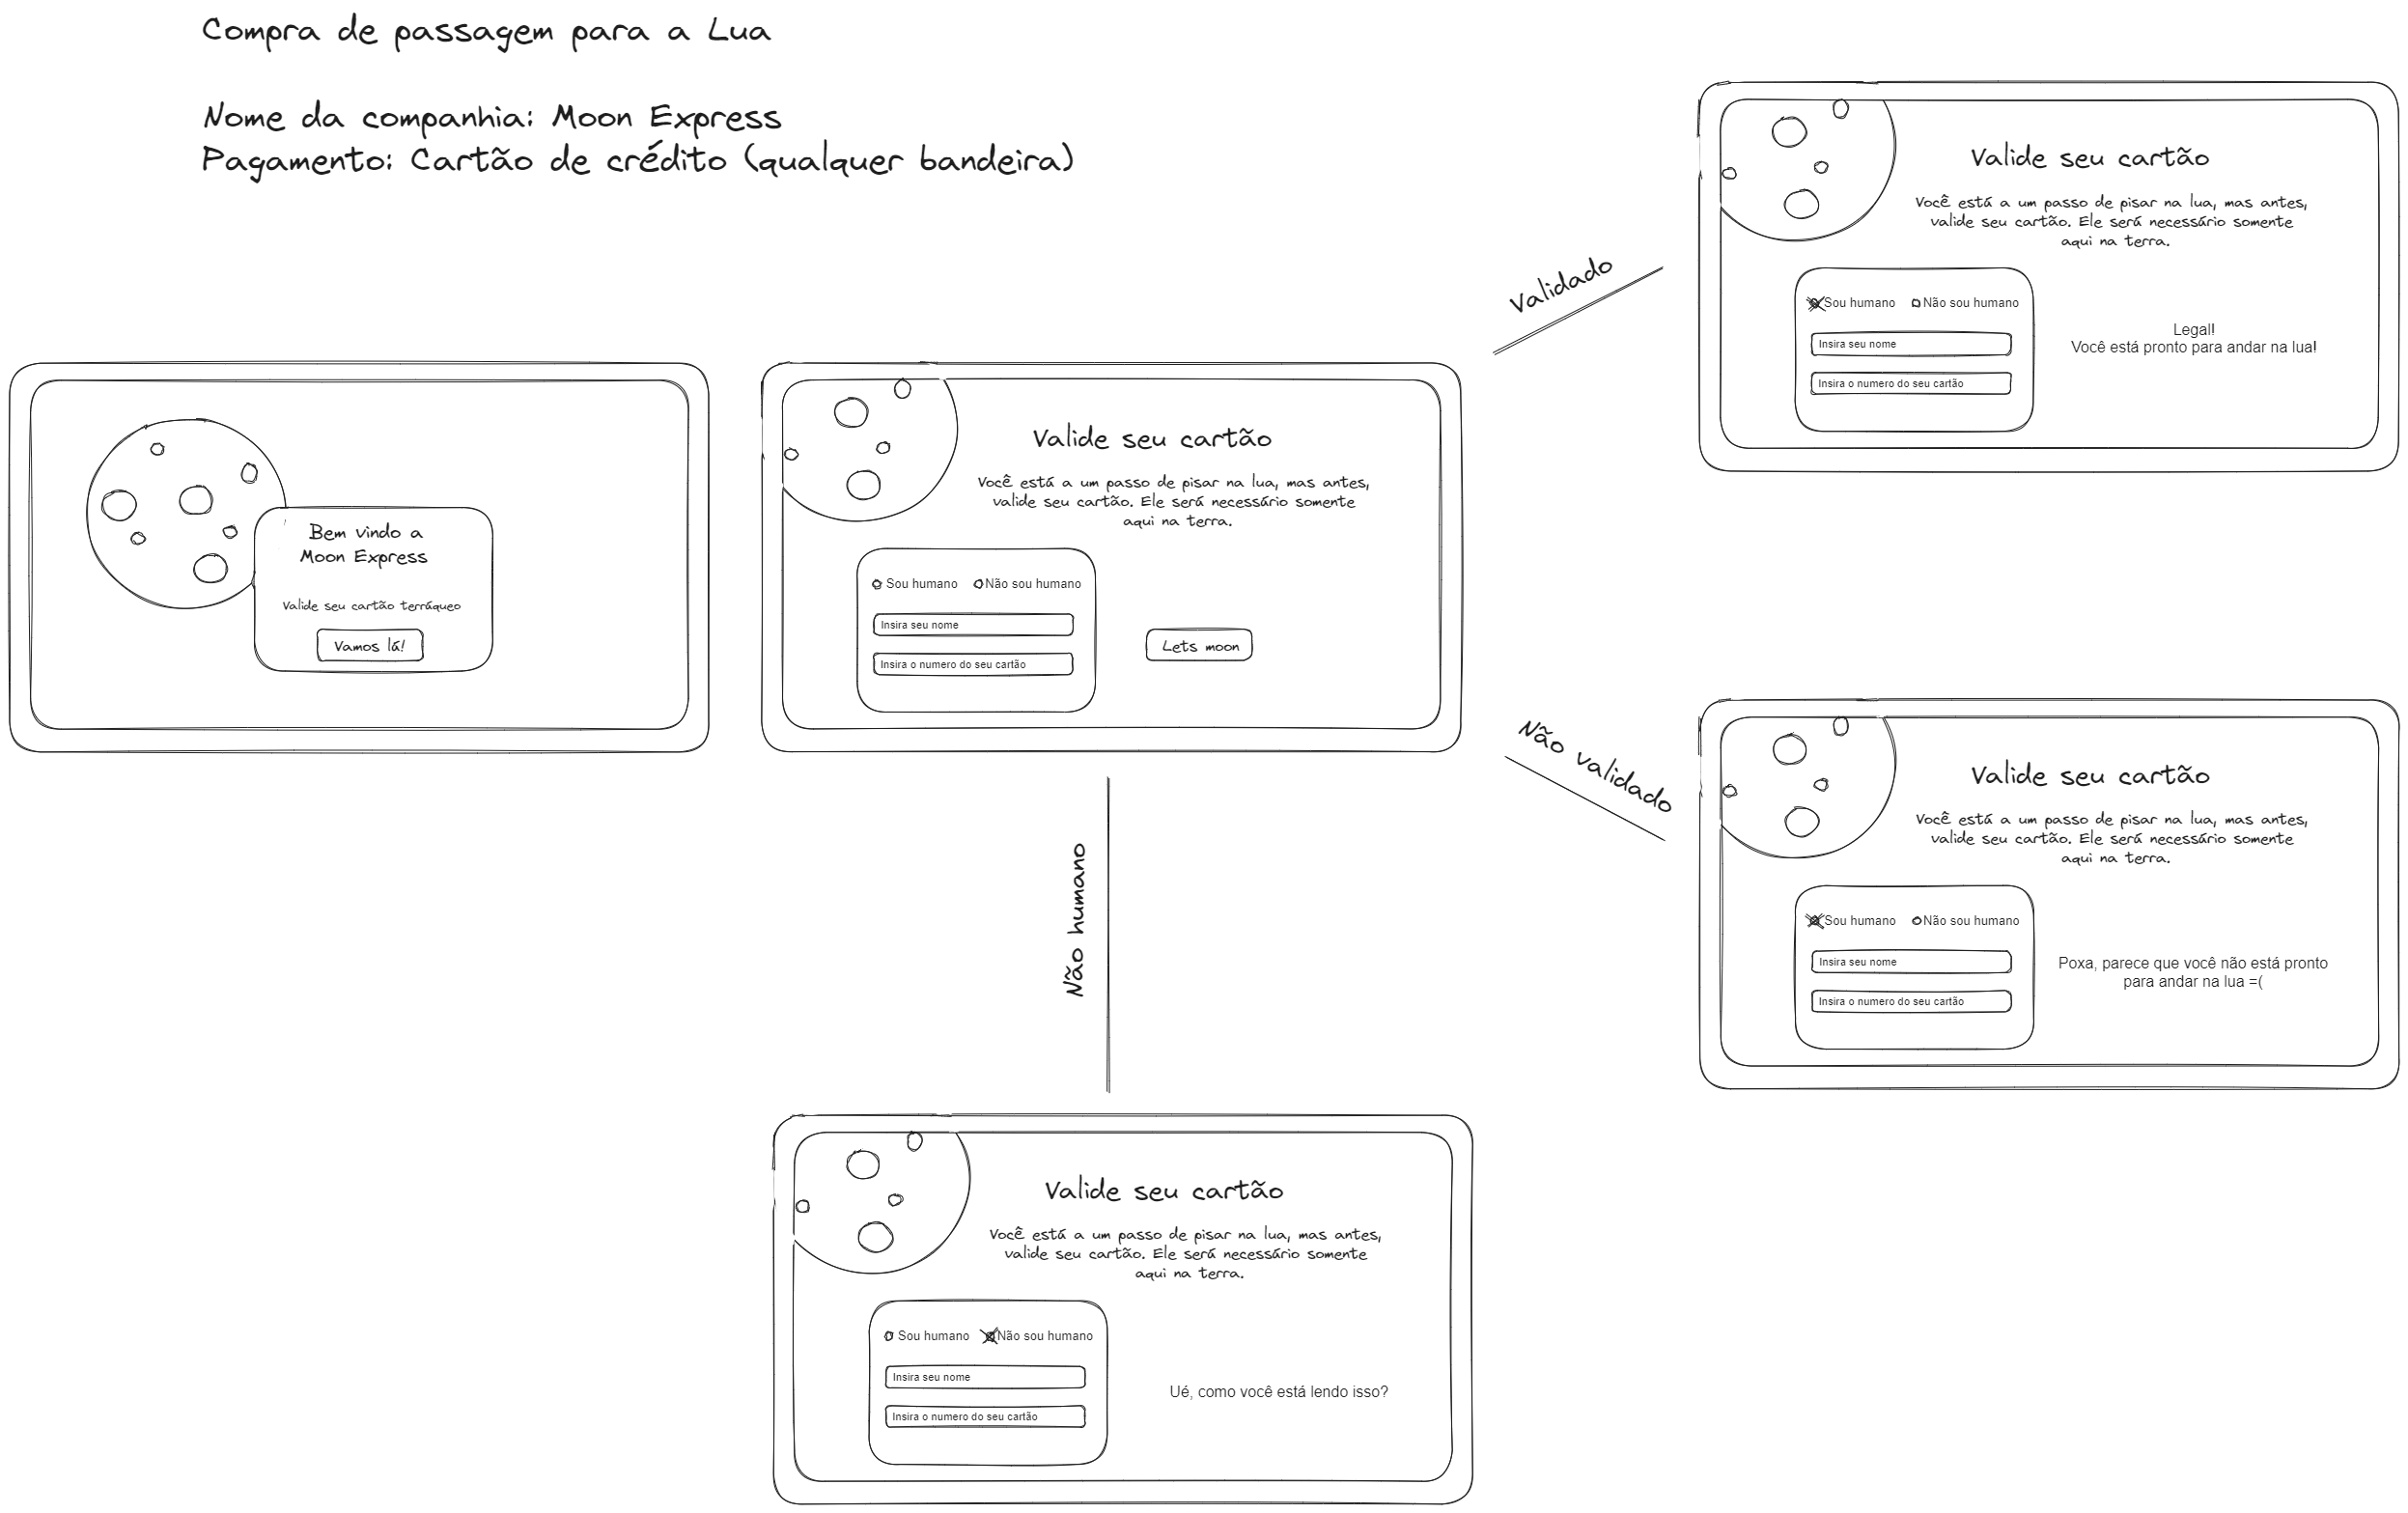 Compra de passagem para a Lua
Nome da companhia: Moon Express
Pagamento: Cartão de crédito (qualquer bandeira)
Bem vindo a
Moon Express
Valide seu cartão terráqueo
Vamos lá!
Valide seu cartão
Você está a um passo de pisar na lua, mas antes,
valide seu cartão. Ele será necessário somente
aqui na terra.
Sou humano
Não sou humano
Insira seu nome
Insira o numero do seu cartão
Lets moon
Validado
Valide seu cartão
Você está a um passo de pisar na lua, mas antes,
valide seu cartão. Ele será necessário somente
aqui na terra.
Sou humano
Não sou humano
Insira seu nome
Insira o numero do seu cartão
Legal!
Você está pronto para andar na lua!
Não validado
Valide seu cartão
Você está a um passo de pisar na lua, mas antes,
valide seu cartão. Ele será necessário somente
aqui na terra.
Sou humano
Não sou humano
Insira seu nome
Insira o numero do seu cartão
Poxa, parece que você não está pronto
para andar na lua =(
Não humano
Valide seu cartão
Você está a um passo de pisar na lua, mas antes,
valide seu cartão. Ele será necessário somente
aqui na terra.
Sou humano
Não sou humano
Insira seu nome
Insira o numero do seu cartão
Ué, como você está lendo isso?